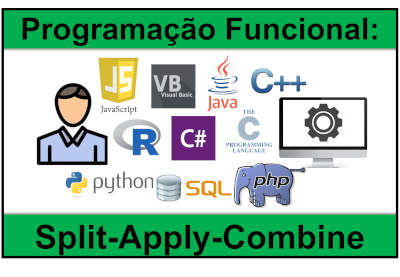 Programação Funcional:
JS
JavaScript
VB
Visual Basic
Java
C++
R
C#
THE
C
PROGRAMMING
LANGUAGE
python
SQL
php
Split-Apply-Combine